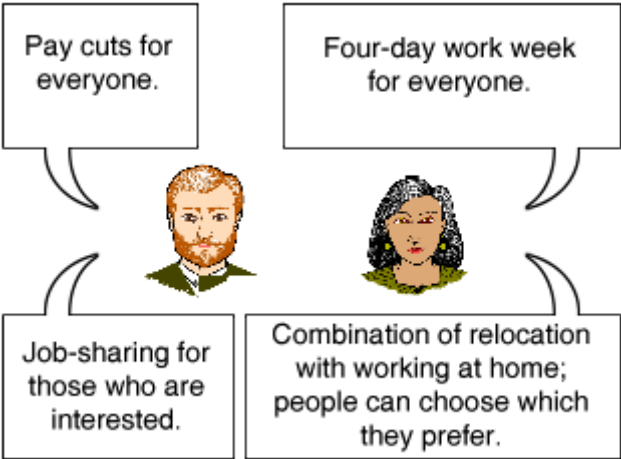 Pay cuts for
everyone.
Four-day work week
for everyone.
Job-sharing for
those who are
interested.
Combination of relocation
with working at home;
people can choose which
they prefer.